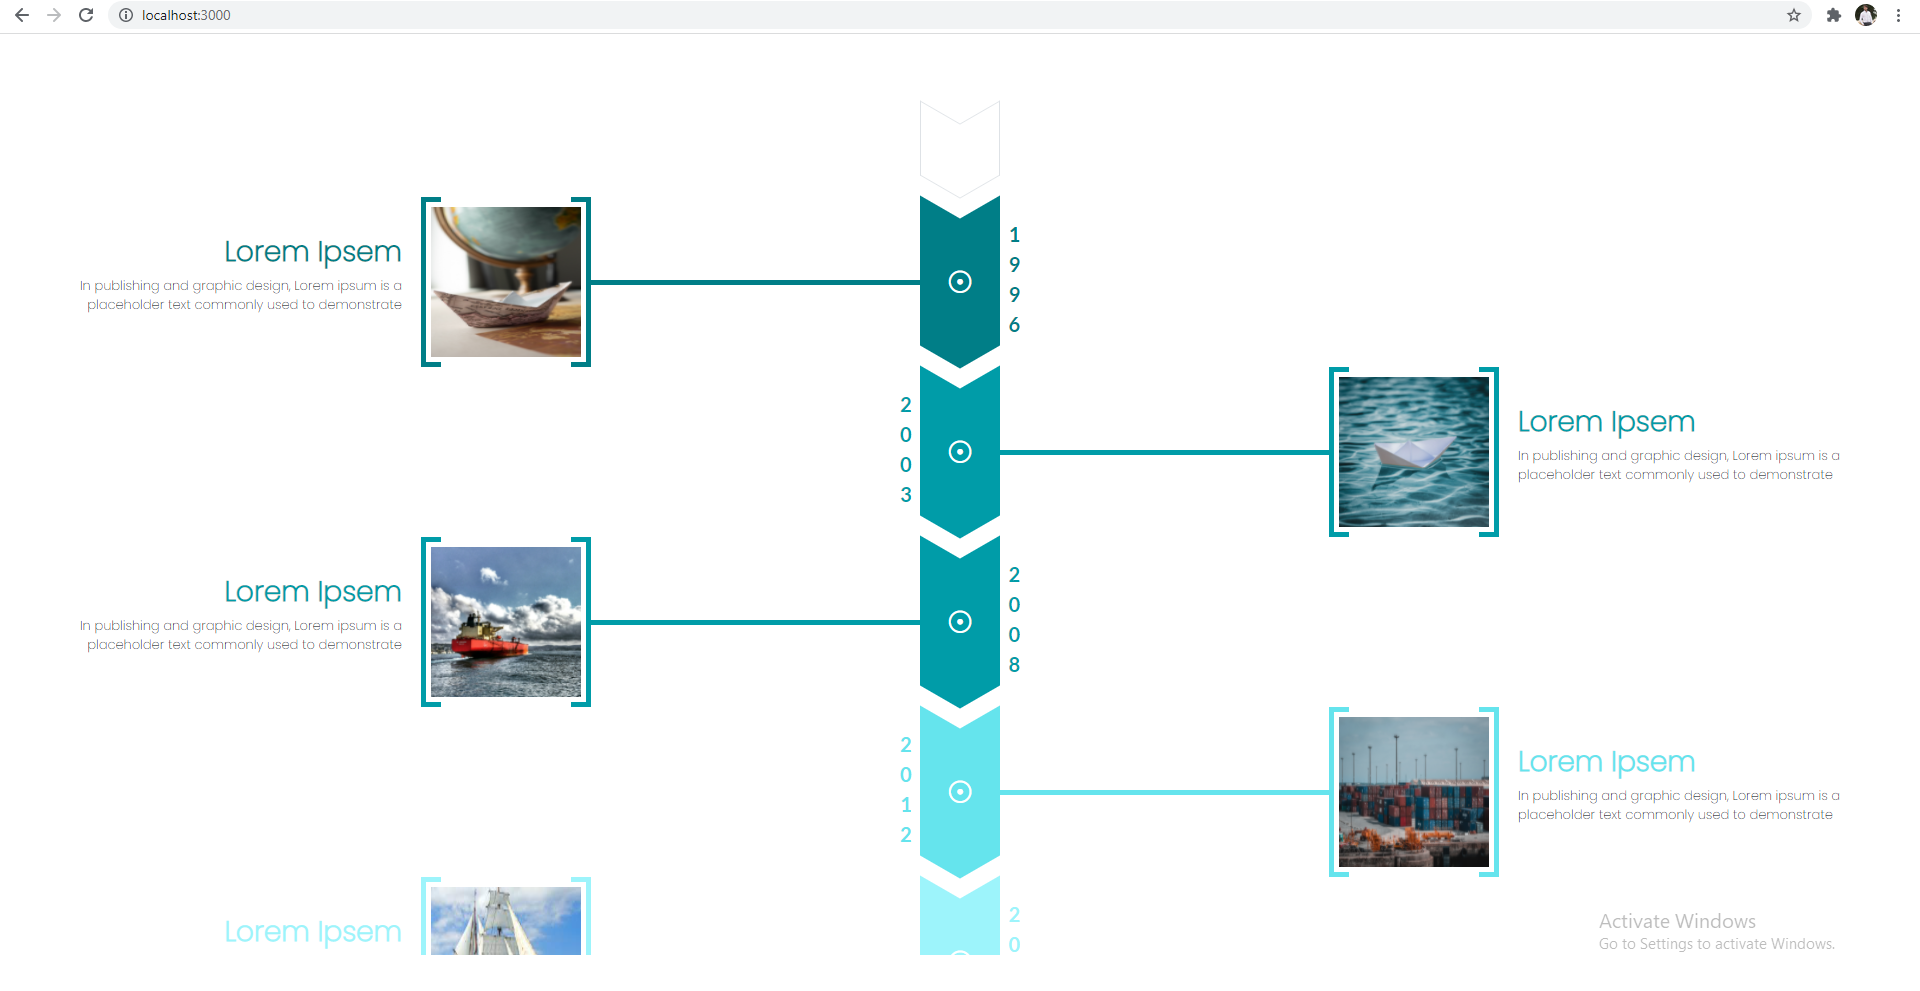 localhost:3000
Lorem Ipsem
In publishing and graphic design, Lorem ipsum is a
placeholder text commonly used to demonstrate
1
9
9
6
2
0
0
3
Lorem Ipsem
In publishing and graphic design, Lorem ipsum is a
placeholder text commonly used to demonstrate
Lorem Ipsem
In publishing and graphic design, Lorem ipsum is a
placeholder text commonly used to demonstrate
2
0
0
8
2
0
1
2
Lorem Ipsem
In publishing and graphic design, Lorem ipsum is a
placeholder text commonly used to demonstrate
Lorem Ipsem
2
0
Activate Windows
Go to Settings to activate Windows.